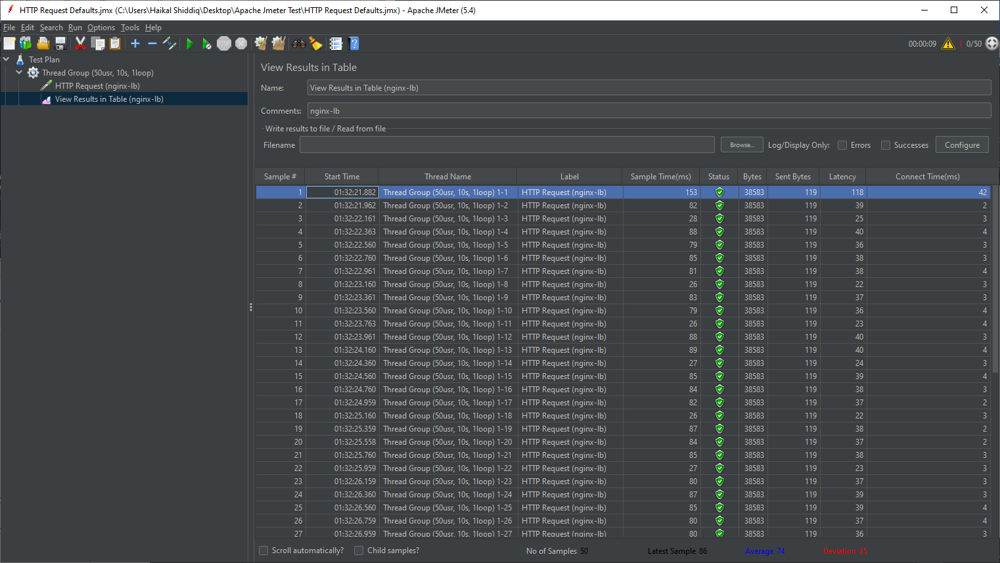 HTTP Request Defaults.jmx (C:\Users\Haikal Shiddiq\Desktop\Apache Jmeter Test\HTTP Request Defaults.jmx) - Apache JMeter (5.4)
File Edit Search Run Options Tools Help
00:00:09 1 0/50
Test Plan
Thread Group (50usr, 10s, 1loop)
HTTP Request (nginx-lb)
View Results in Table (nginx-lb)
View Results in Table
Name: View Results in Table (nginx-lb)
Comments: nginx-lb
Write results to file / Read from file
Filename Browse... Log/Display Only: Errors Successes Configure
Sample # Start Time Thread Name Label Sample Time(ms) Status Bytes Sent Bytes Latency Connect Time(ms)
1 01:32:21.882 Thread Group (50usr, 10s, 1loop) 1-1 HTTP Request (nginx-lb) 153 38583 119 118 42
2 01:32:21.962 Thread Group (50usr, 10s, 1loop) 1-2 HTTP Request (nginx-lb) 82 38583 119 39 2
3 01:32:22.161 Thread Group (50usr, 10s, 1loop) 1-3 HTTP Request (nginx-lb) 28 38583 119 25 3
4 01:32:22.363 Thread Group (50usr, 10s, 1loop) 1-4 HTTP Request (nginx-lb) 88 38583 119 40 4
5 01:32:22.560 Thread Group (50usr, 10s, 1loop) 1-5 HTTP Request (nginx-lb) 79 38583 119 36 3
6 01:32:22.760 Thread Group (50usr, 10s, 1loop) 1-6 HTTP Request (nginx-lb) 85 38583 119 38 3
7 01:32:22.961 Thread Group (50usr, 10s, 1loop) 1-7 HTTP Request (nginx-lb) 81 38583 119 38 4
8 01:32:23.160 Thread Group (50usr, 10s, 1loop) 1-8 HTTP Request (nginx-lb) 26 38583 119 22 3
9 01:32:23.361 Thread Group (50usr, 10s, 1loop) 1-9 HTTP Request (nginx-lb) 83 38583 119 37 3
10 01:32:23.560 Thread Group (50usr, 10s, 1loop) 1-10 HTTP Request (nginx-lb) 79 38583 119 36 4
11 01:32:23.763 Thread Group (50usr, 10s, 1loop) 1-11 HTTP Request (nginx-lb) 26 38583 119 23 4
12 01:32:23.961 Thread Group (50usr, 10s, 1loop) 1-12 HTTP Request (nginx-lb) 88 38583 119 40 3
13 01:32:24.160 Thread Group (50usr, 10s, 1loop) 1-13 HTTP Request (nginx-lb) 89 38583 119 40 4
14 01:32:24.360 Thread Group (50usr, 10s, 1loop) 1-14 HTTP Request (nginx-lb) 27 38583 119 24 3
15 01:32:24.560 Thread Group (50usr, 10s, 1loop) 1-15 HTTP Request (nginx-lb) 85 38583 119 39 4
16 01:32:24.760 Thread Group (50usr, 10s, 1loop) 1-16 HTTP Request (nginx-lb) 84 38583 119 38 3
17 01:32:24.959 Thread Group (50usr, 10s, 1loop) 1-17 HTTP Request (nginx-lb) 82 38583 119 37 2
18 01:32:25.160 Thread Group (50usr, 10s, 1loop) 1-18 HTTP Request (nginx-lb) 26 38583 119 22 3
19 01:32:25.359 Thread Group (50usr, 10s, 1loop) 1-19 HTTP Request (nginx-lb) 87 38583 119 38 2
20 01:32:25.558 Thread Group (50usr, 10s, 1loop) 1-20 HTTP Request (nginx-lb) 84 38583 119 37 2
21 01:32:25.760 Thread Group (50usr, 10s, 1loop) 1-21 HTTP Request (nginx-lb) 85 38583 119 38 3
22 01:32:25.959 Thread Group (50usr, 10s, 1loop) 1-22 HTTP Request (nginx-lb) 27 38583 119 23 3
23 01:32:26.159 Thread Group (50usr, 10s, 1loop) 1-23 HTTP Request (nginx-lb) 80 38583 119 37 3
24 01:32:26.360 Thread Group (50usr, 10s, 1loop) 1-24 HTTP Request (nginx-lb) 87 38583 119 39 3
25 01:32:26.560 Thread Group (50usr, 10s, 1loop) 1-25 HTTP Request (nginx-lb) 85 38583 119 39 4
26 01:32:26.759 Thread Group (50usr, 10s, 1loop) 1-26 HTTP Request (nginx-lb) 80 38583 119 37 4
27 01:32:26.959 Thread Group (50usr, 10s, 1loop) 1-27 HTTP Request (nginx-lb) 80 38583 119 36 3
Scroll automatically? Child samples? No of Samples 50 Latest Sample 86 Average 74 Deviation 25